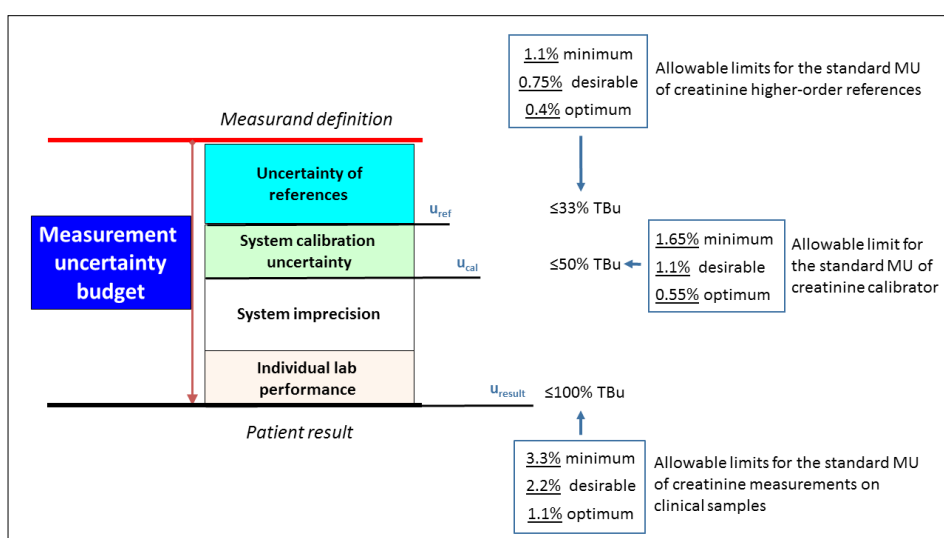 1.1% minimum
0.75% desirable
0.4% optimum
Allowable limits for the standard MU
of creatinine higher-order references
Measurand definition
Uncertainty of
references
u_ref
≤33% TBu
Measurement
uncertainty
budget
System calibration
uncertainty
u_cal
≤50% TBu
1.65% minimum
1.1% desirable
0.55% optimum
Allowable limit for
the standard MU of
creatinine calibrator
System imprecision
Individual lab
performance
u_result
≤100% TBu
Patient result
3.3% minimum
2.2% desirable
1.1% optimum
Allowable limits for the standard MU
of creatinine measurements on
clinical samples